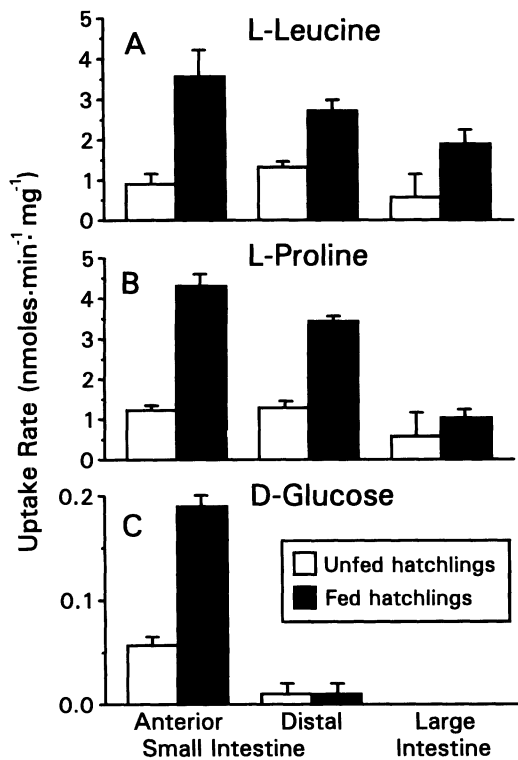 A L-Leucine
5
4
3
2
1
0
B L-Proline
5
4
3
2
1
0
C D-Glucose
0.2
0.1
0.0
Uptake Rate (nmoles·min⁻¹· mg⁻¹)
Unfed hatchlings
Fed hatchlings
Anterior Distal Large
Small Intestine Intestine